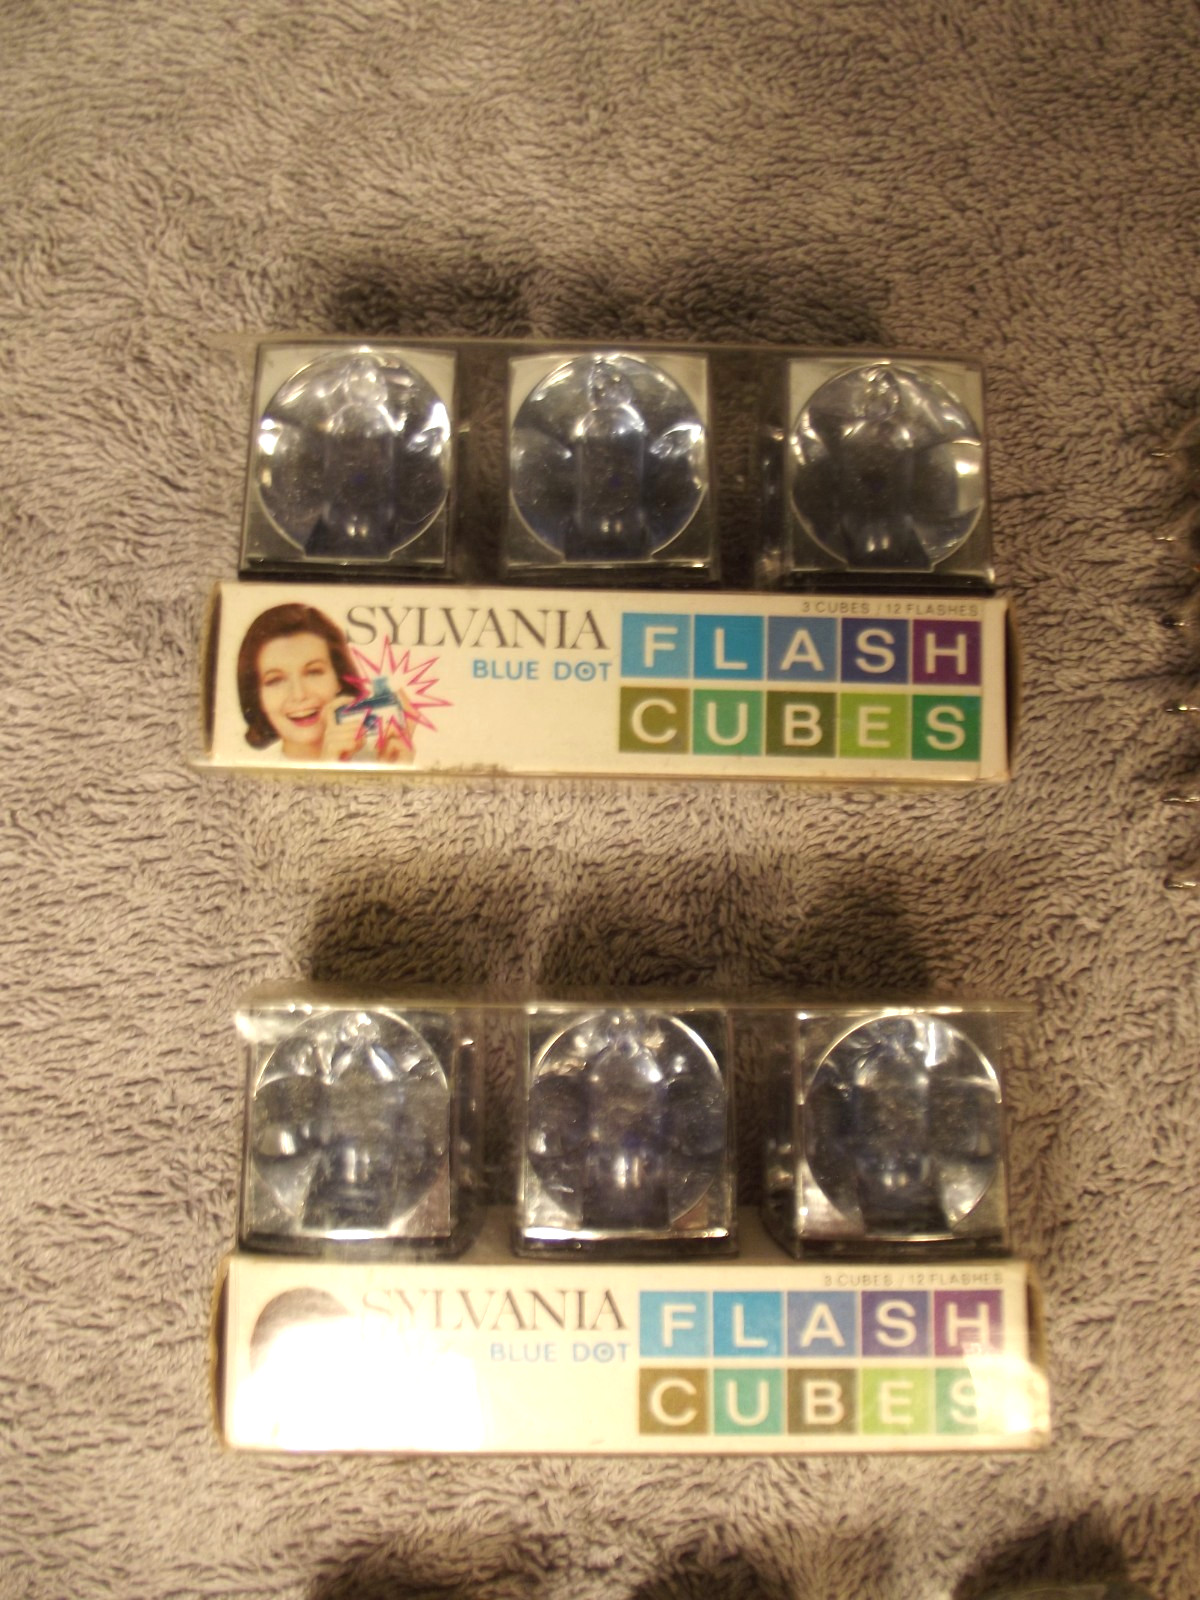 3 CUBES / 12 FLASHES
SYLVANIA
BLUE DOT
FLASH
CUBES
3 CUBES / 12 FLASHES
SYLVANIA
BLUE DOT
FLASH
CUBES